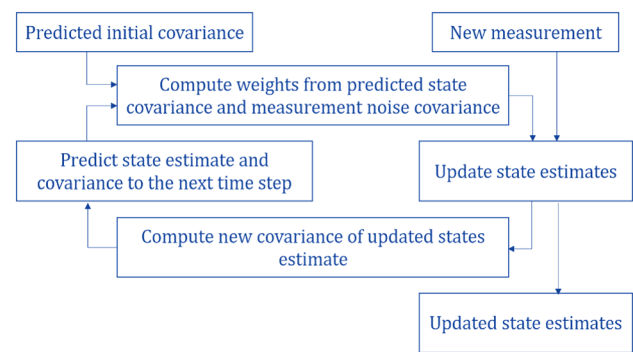 Predicted initial covariance
New measurement
Compute weights from predicted state
covariance and measurement noise covariance
Predict state estimate and
covariance to the next time step
Update state estimates
Compute new covariance of updated states
estimate
Updated state estimates